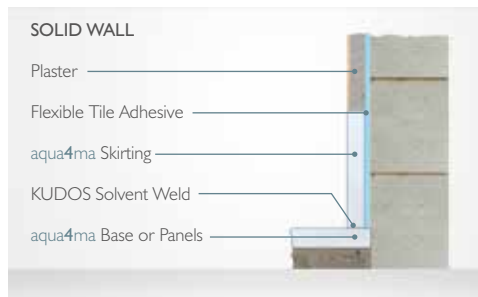 SOLID WALL
Plaster
Flexible Tile Adhesive
aqua4ma Skirting
KUDOS Solvent Weld
aqua4ma Base or Panels